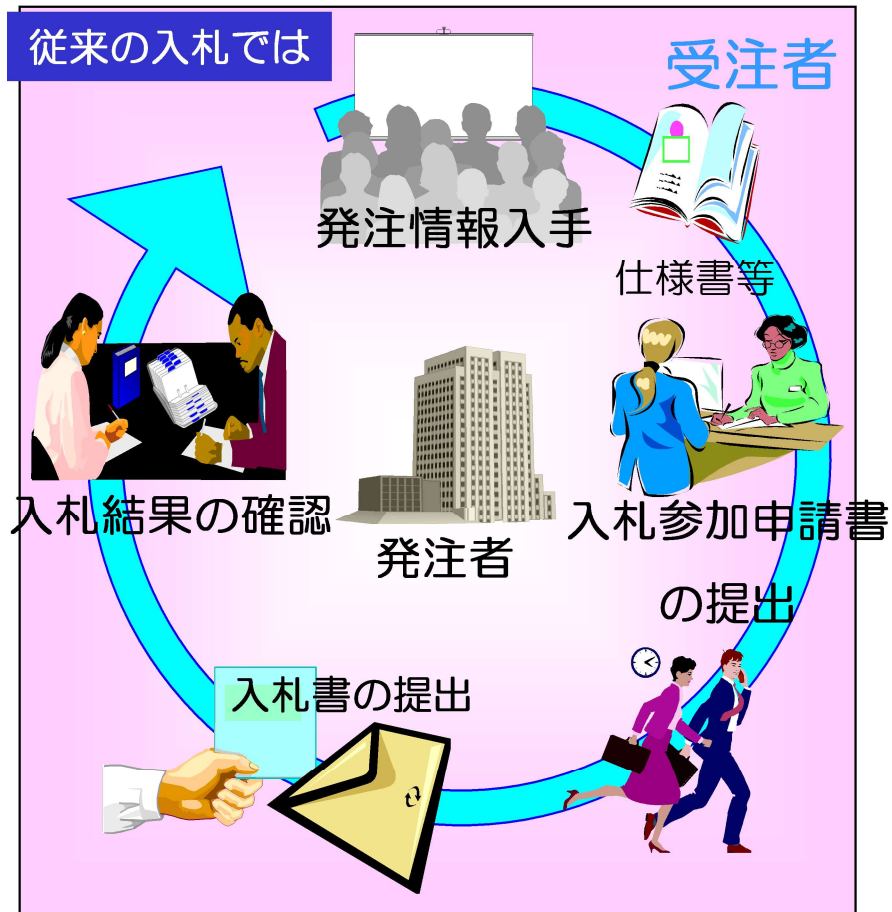 従来の入札では
受注者
発注情報入手
仕様書等
入札参加申請書
の提出
発注者
入札結果の確認
入札書の提出